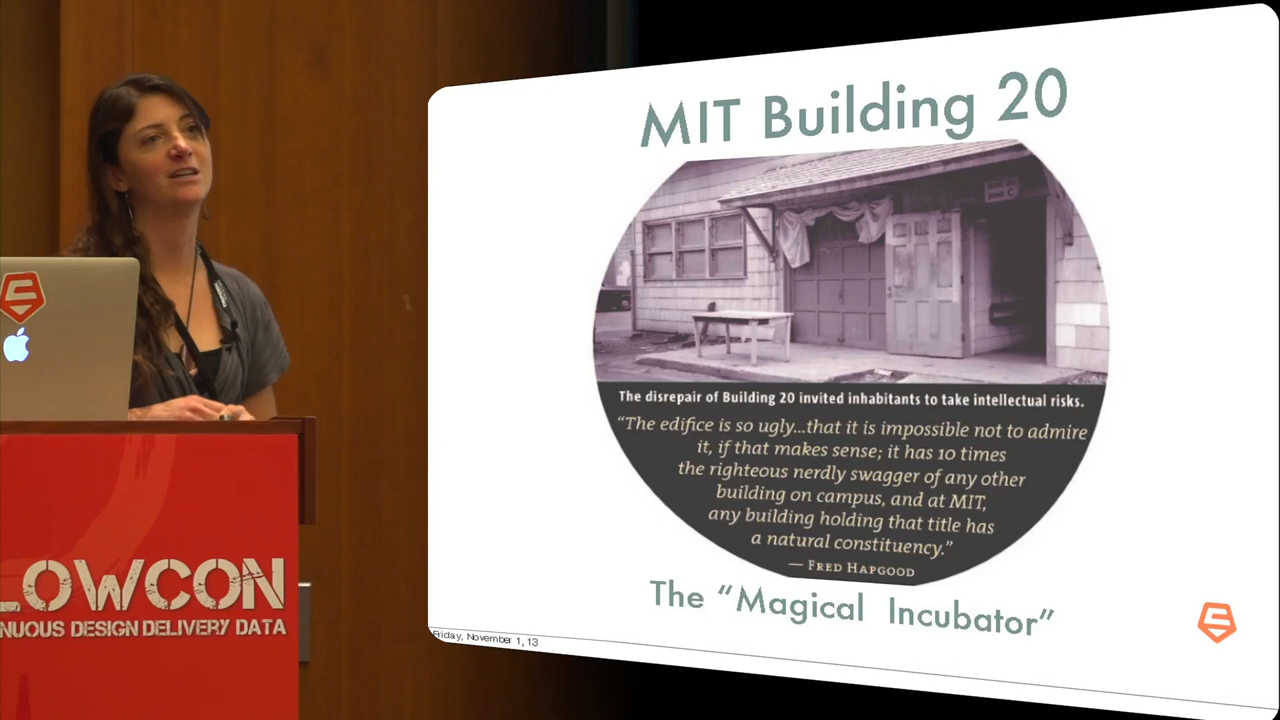 MIT Building 20
The disrepair of Building 20 invited inhabitants to take intellectual risks.
“The edifice is so ugly...that it is impossible not to admire
it, if that makes sense; it has 10 times
the righteous nerdly swagger of any other
building on campus, and at MIT,
any building holding that title has
a natural constituency.”
— FRED HAPGOOD
The “Magical Incubator”
Friday, November 1, 13
LOWCON
NUOUS DESIGN DELIVERY DATA